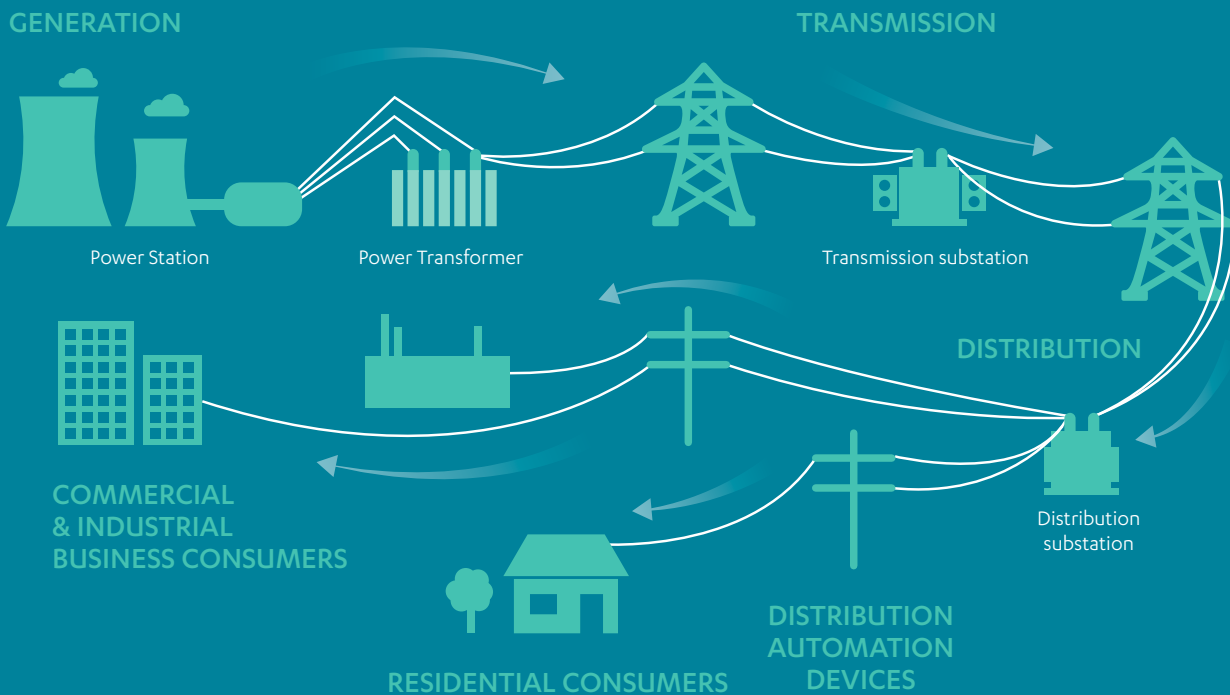 GENERATION
TRANSMISSION
Power Station
Power Transformer
Transmission substation
DISTRIBUTION
COMMERCIAL
& INDUSTRIAL
BUSINESS CONSUMERS
Distribution
substation
DISTRIBUTION
AUTOMATION
DEVICES
RESIDENTIAL CONSUMERS